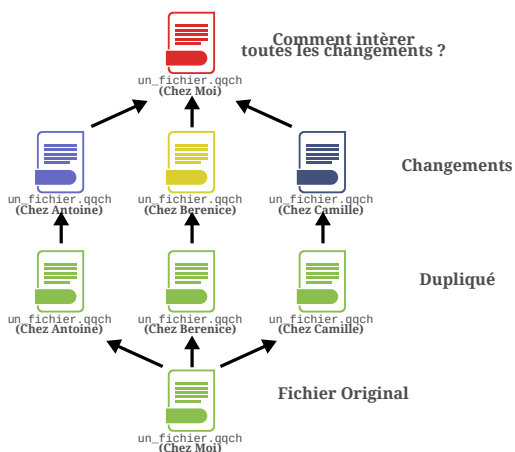 Comment intèrer
toutes les changements ?
un_fichier.qqch
(Chez Moi)
Changements
un_fichier.qqch
(Chez Antoine)
un_fichier.qqch
(Chez Berenice)
un_fichier.qqch
(Chez Camille)
Dupliqué
un_fichier.qqch
(Chez Antoine)
un_fichier.qqch
(Chez Berenice)
un_fichier.qqch
(Chez Camille)
Fichier Original
un_fichier.qqch
(Chez Moi)